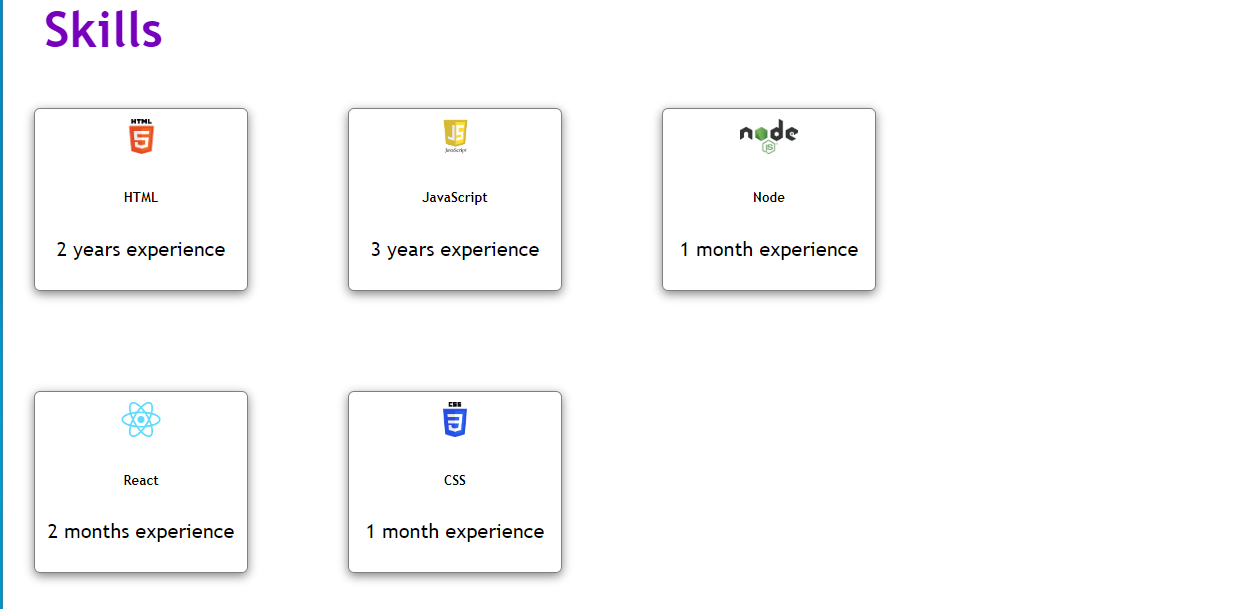 Skills
HTML
5
HTML
2 years experience
JS
JavaScript
JavaScript
3 years experience
node
JS
Node
1 month experience
React
2 months experience
CSS
3
CSS
1 month experience